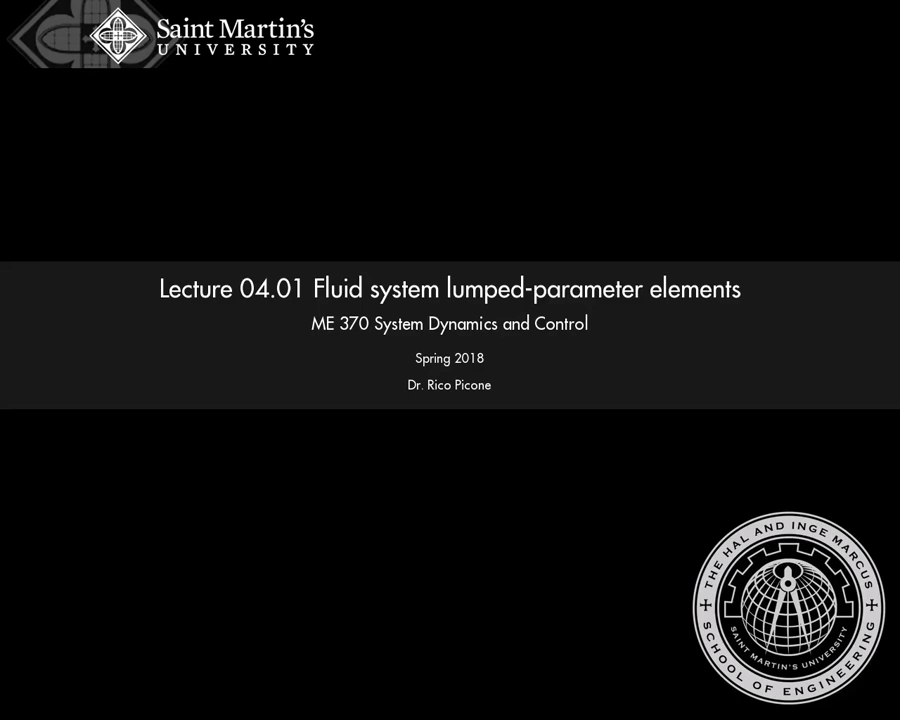 Saint Martin's
UNIVERSITY
Lecture 04.01 Fluid system lumped-parameter elements
ME 370 System Dynamics and Control
Spring 2018
Dr. Rico Picone
THE HAL AND INGE MARCUS
SCHOOL OF ENGINEERING
SAINT MARTIN'S UNIVERSITY